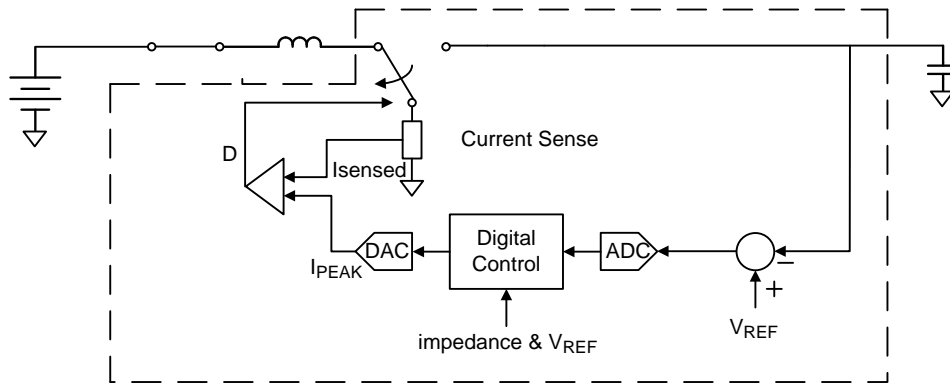 Current Sense
D
Isensed
DAC
Digital
Control
ADC
IPEAK
−
+
VREF
impedance & VREF